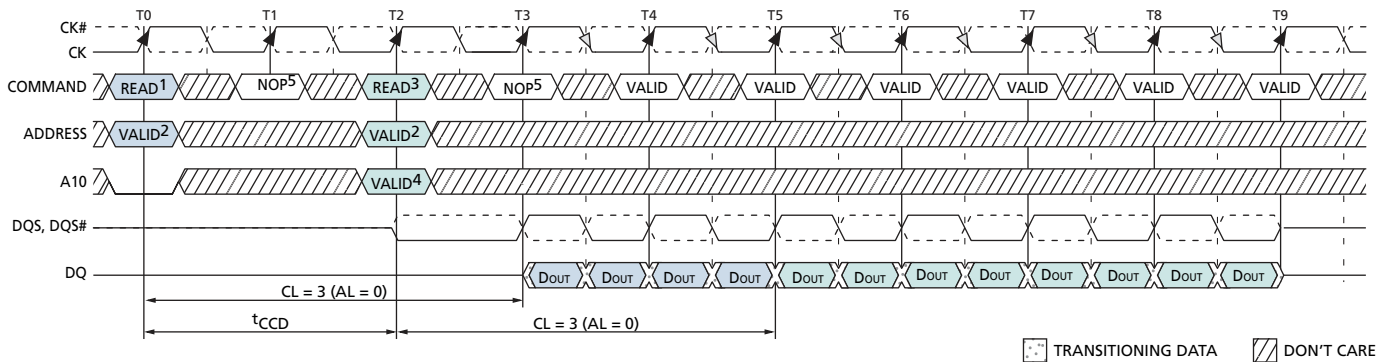 T0 T1 T2 T3 T4 T5 T6 T7 T8 T9
CK#
CK
COMMAND READ1 NOP5 READ3 NOP5 VALID VALID VALID VALID VALID VALID
ADDRESS VALID2 VALID2
A10 VALID4
DQS, DQS#
DQ DOUT DOUT DOUT DOUT DOUT DOUT DOUT DOUT DOUT DOUT DOUT DOUT
CL = 3 (AL = 0)
tCCD CL = 3 (AL = 0)
TRANSITIONING DATA DON'T CARE